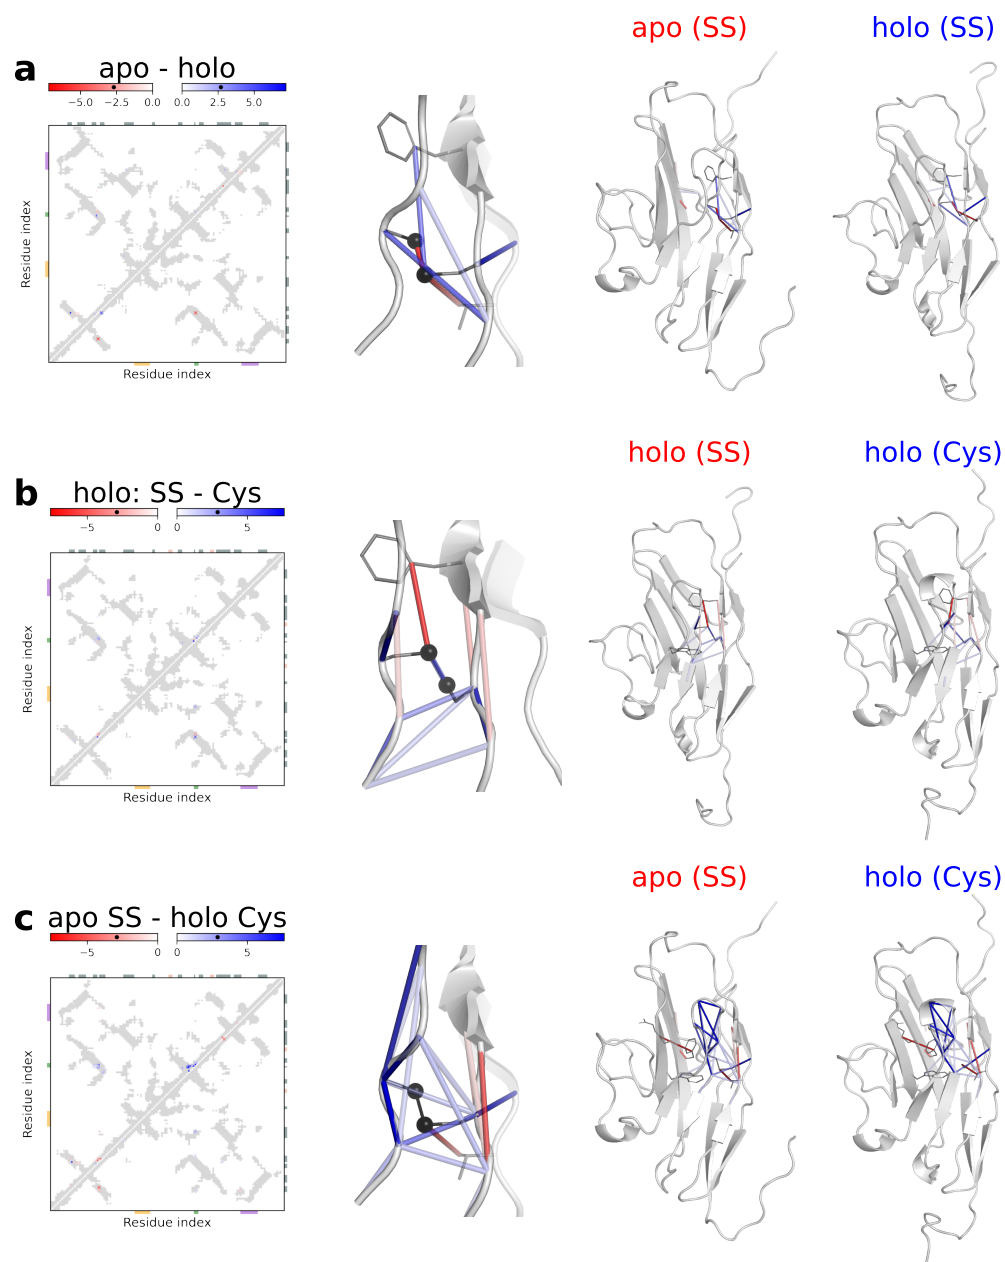 apo (SS)
holo (SS)
a
apo - holo
−5.0 −2.5 0.0 0.0 2.5 5.0
Residue index
Residue index
holo (SS)
holo (Cys)
b
holo: SS - Cys
−5 0 0 5
Residue index
Residue index
apo (SS)
holo (Cys)
c
apo SS - holo Cys
−5 0 0 5
Residue index
Residue index